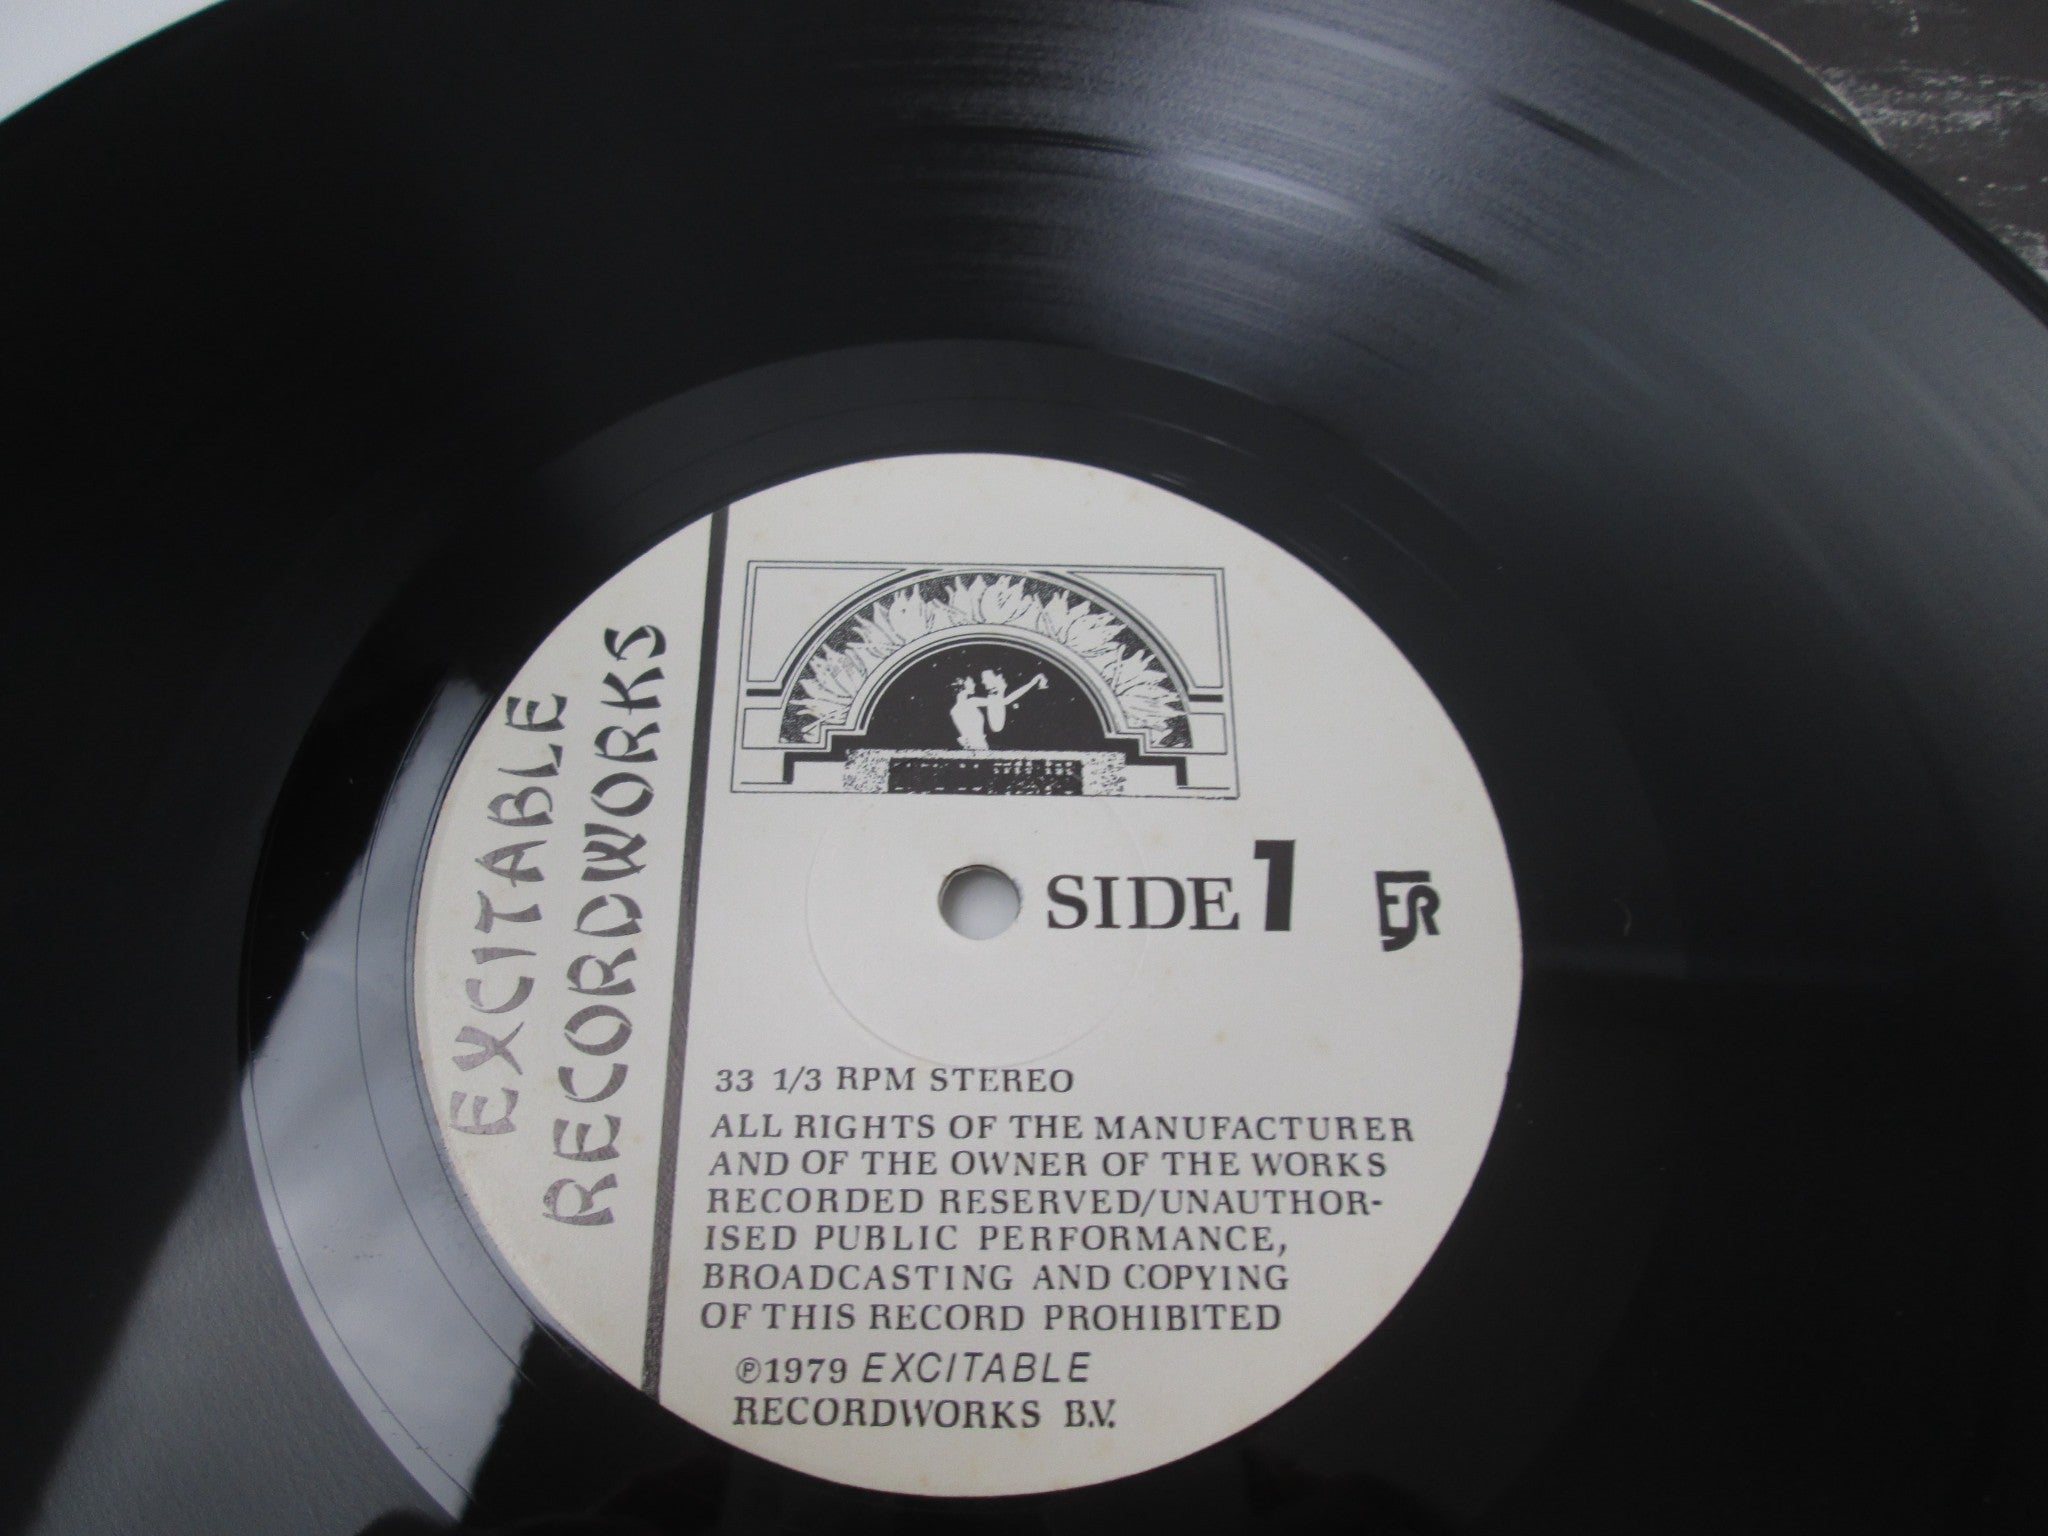 EXCITABLE
RECORDWORKS
SIDE 1
33 1/3 RPM STEREO
ALL RIGHTS OF THE MANUFACTURER
AND OF THE OWNER OF THE WORKS
RECORDED RESERVED/UNAUTHOR-
ISED PUBLIC PERFORMANCE,
BROADCASTING AND COPYING
OF THIS RECORD PROHIBITED
℗1979 EXCITABLE
RECORDWORKS B.V.